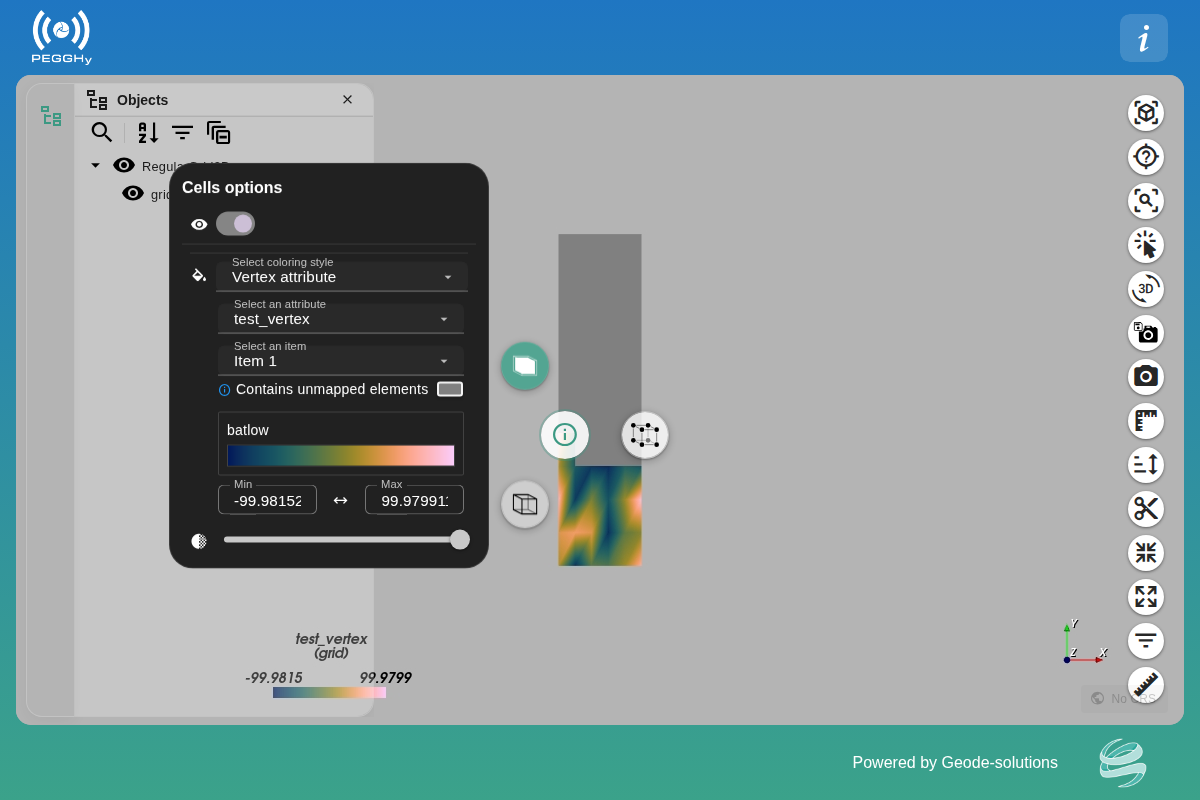 PEGGHy
i
Objects
A
Z
Regula
grid
Cells options
Select coloring style
Vertex attribute
Select an attribute
test_vertex
Select an item
Item 1
Contains unmapped elements
batlow
Min
Max
-99.98152
99.97991
3D
test_vertex
(grid)
-99.9815
99.9799
Y
Z
X
No CRS
Powered by Geode-solutions